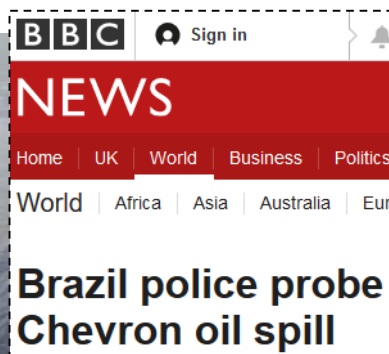 BBC Sign in
NEWS
Home UK World Business Politics
World Africa Asia Australia
Brazil police probe
Chevron oil spill